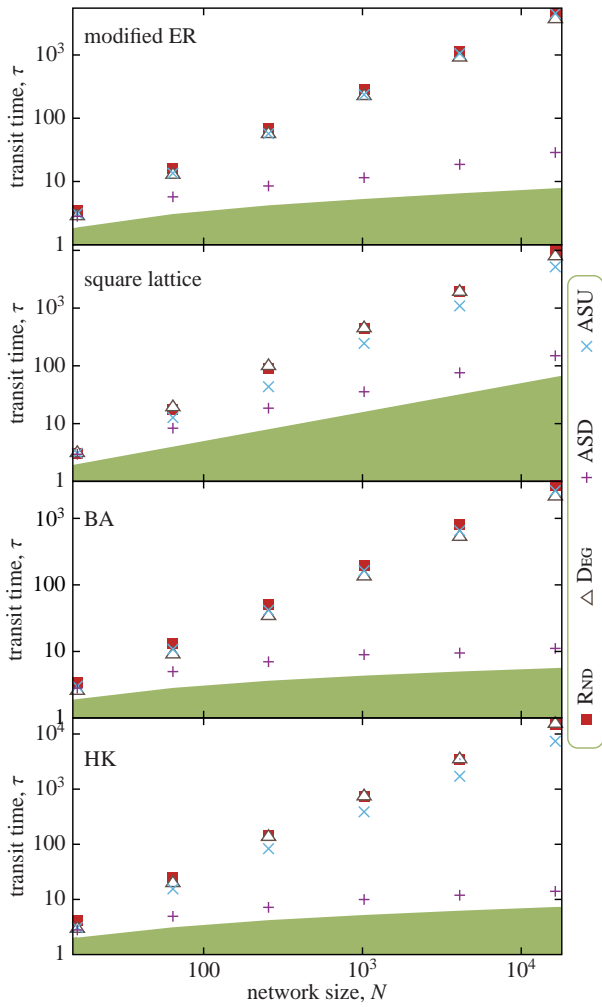 modified ER
transit time, τ
10³
100
10
1
square lattice
transit time, τ
10³
100
10
1
BA
transit time, τ
10³
100
10
1
HK
transit time, τ
10⁴
10³
100
10
1
100
10³
10⁴
network size, N
RND DEG ASD ASU